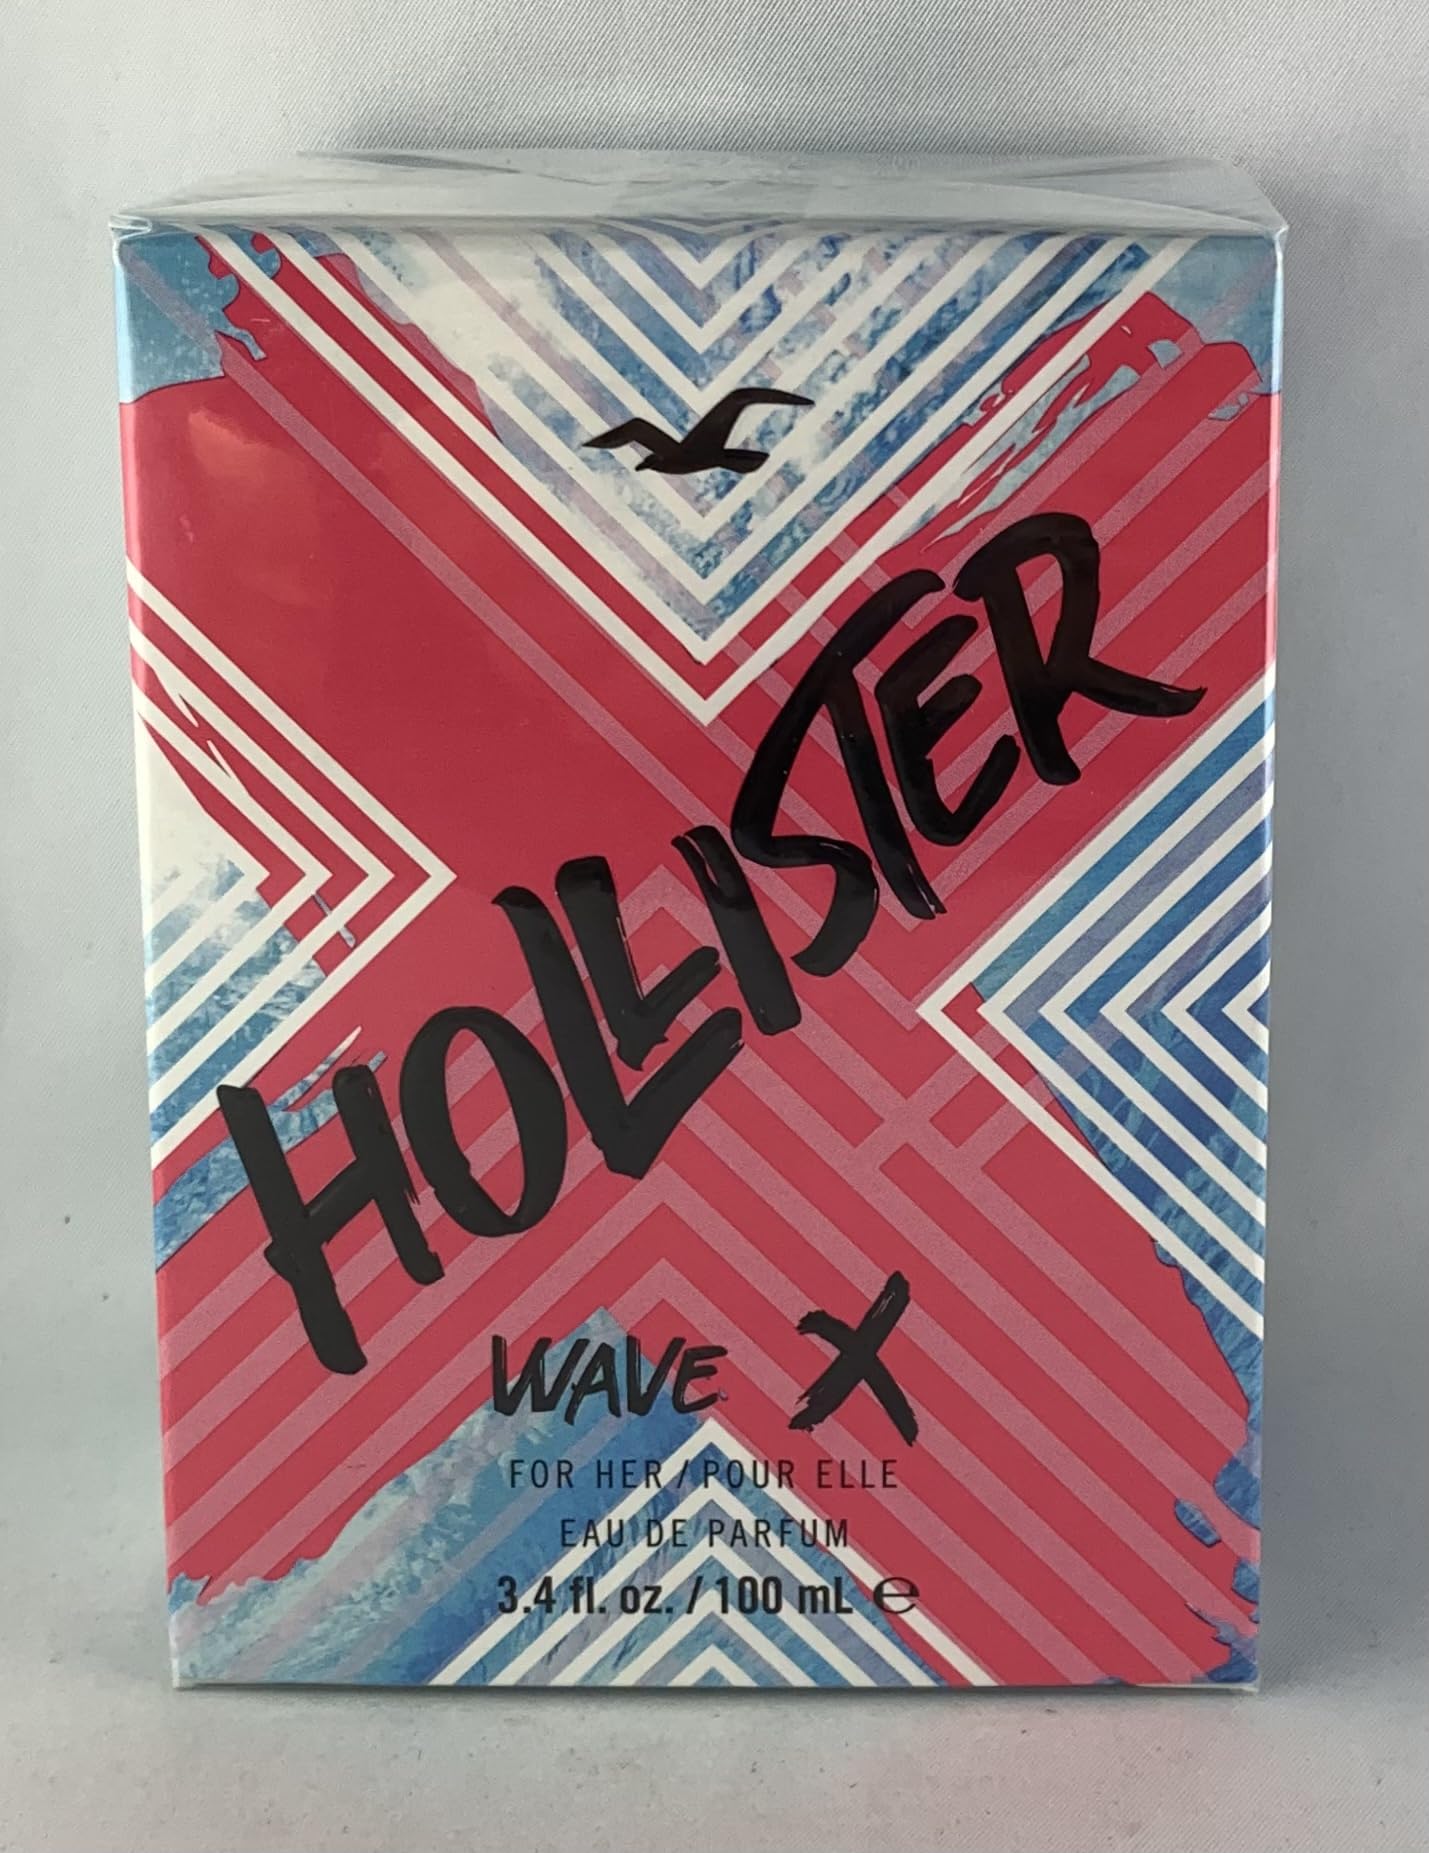 HOLLISTER
WAVE X
FOR HER / POUR ELLE
EAU DE PARFUM
3.4 fl. oz. / 100 mL ℮